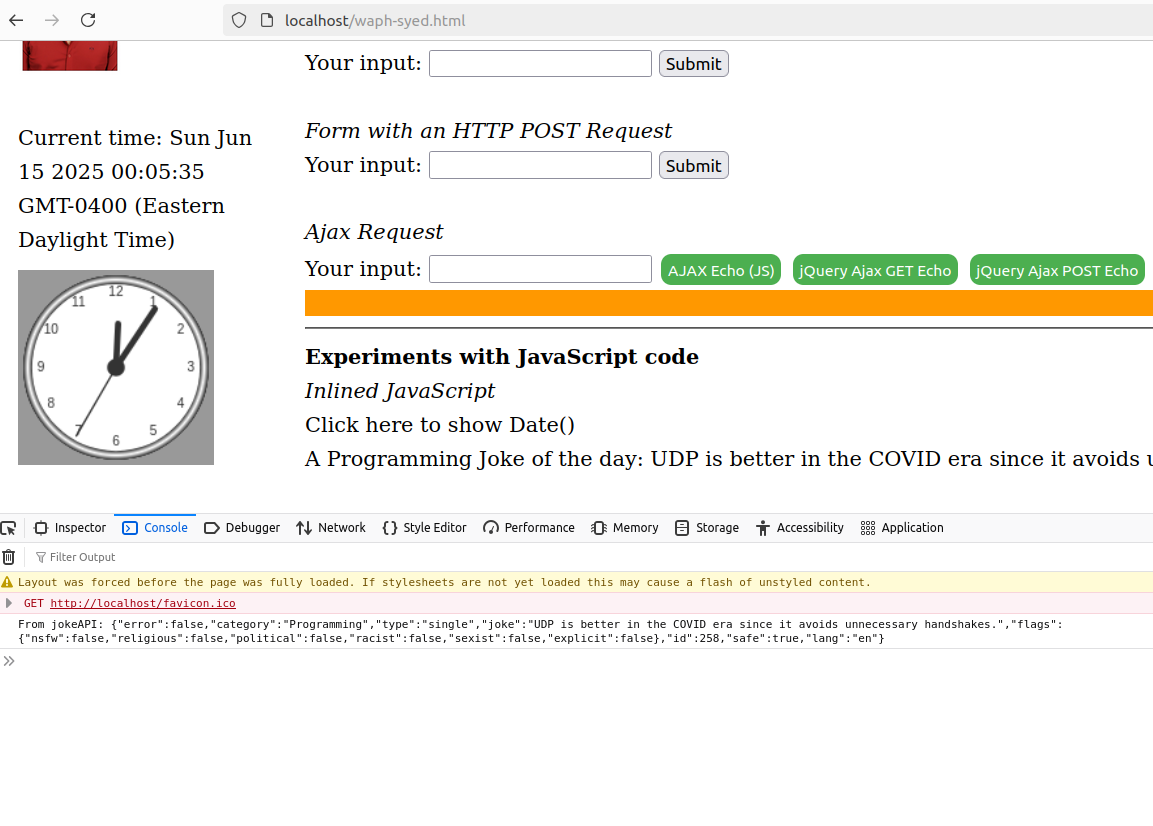 localhost/waph-syed.html
Your input: Submit
Form with an HTTP POST Request
Your input: Submit
Ajax Request
Your input: AJAX Echo (JS) jQuery Ajax GET Echo jQuery Ajax POST Echo
Current time: Sun Jun
15 2025 00:05:35
GMT-0400 (Eastern
Daylight Time)
12
11 1
10 2
9 3
8 4
7 5
6
Experiments with JavaScript code
Inlined JavaScript
Click here to show Date()
A Programming Joke of the day: UDP is better in the COVID era since it avoids
Inspector Console Debugger Network Style Editor Performance Memory Storage Accessibility Application
Filter Output
Layout was forced before the page was fully loaded. If stylesheets are not yet loaded this may cause a flash of unstyled content.
GET http://localhost/favicon.ico
From jokeAPI: {"error":false,"category":"Programming","type":"single","joke":"UDP is better in the COVID era since it avoids unnecessary handshakes.","flags":
{"nsfw":false,"religious":false,"political":false,"racist":false,"sexist":false,"explicit":false},"id":258,"safe":true,"lang":"en"}